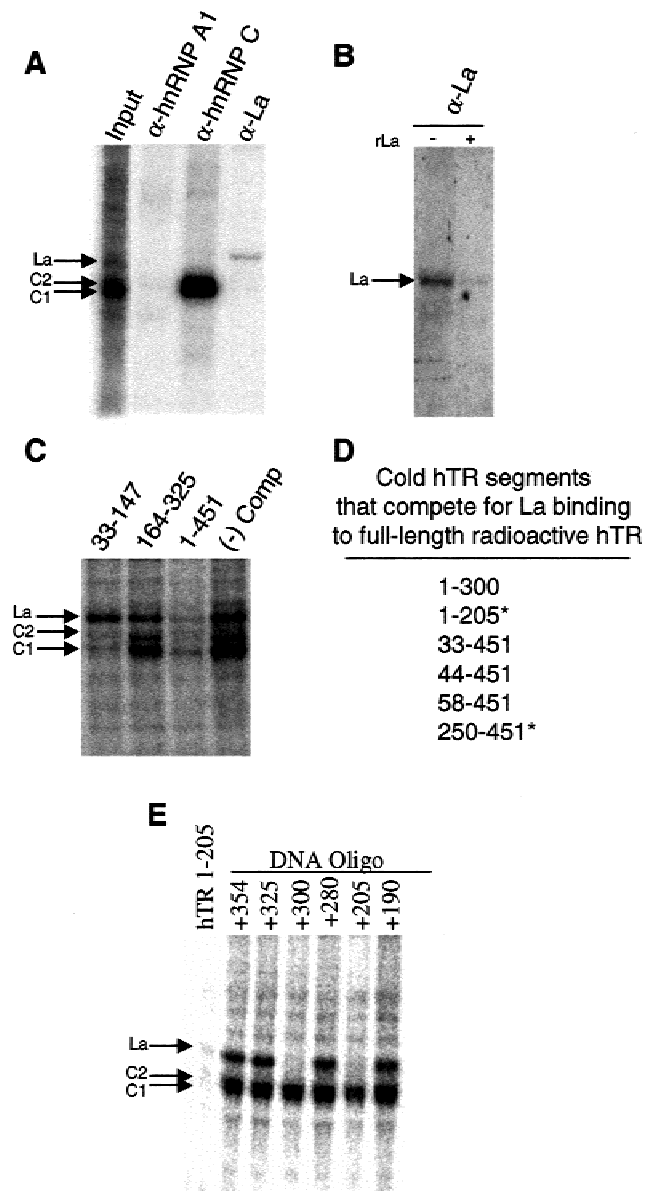 A
Input
α-hnRNP A1
α-hnRNP C
α-La
La
C2
C1
B
α-La
rLa - +
La
C
33-147
164-325
1-451
(-) Comp
La
C2
C1
D
Cold hTR segments
that compete for La binding
to full-length radioactive hTR
1-300
1-205*
33-451
44-451
58-451
250-451*
E
hTR 1-205
DNA Oligo
+354
+325
+300
+280
+205
+190
La
C2
C1